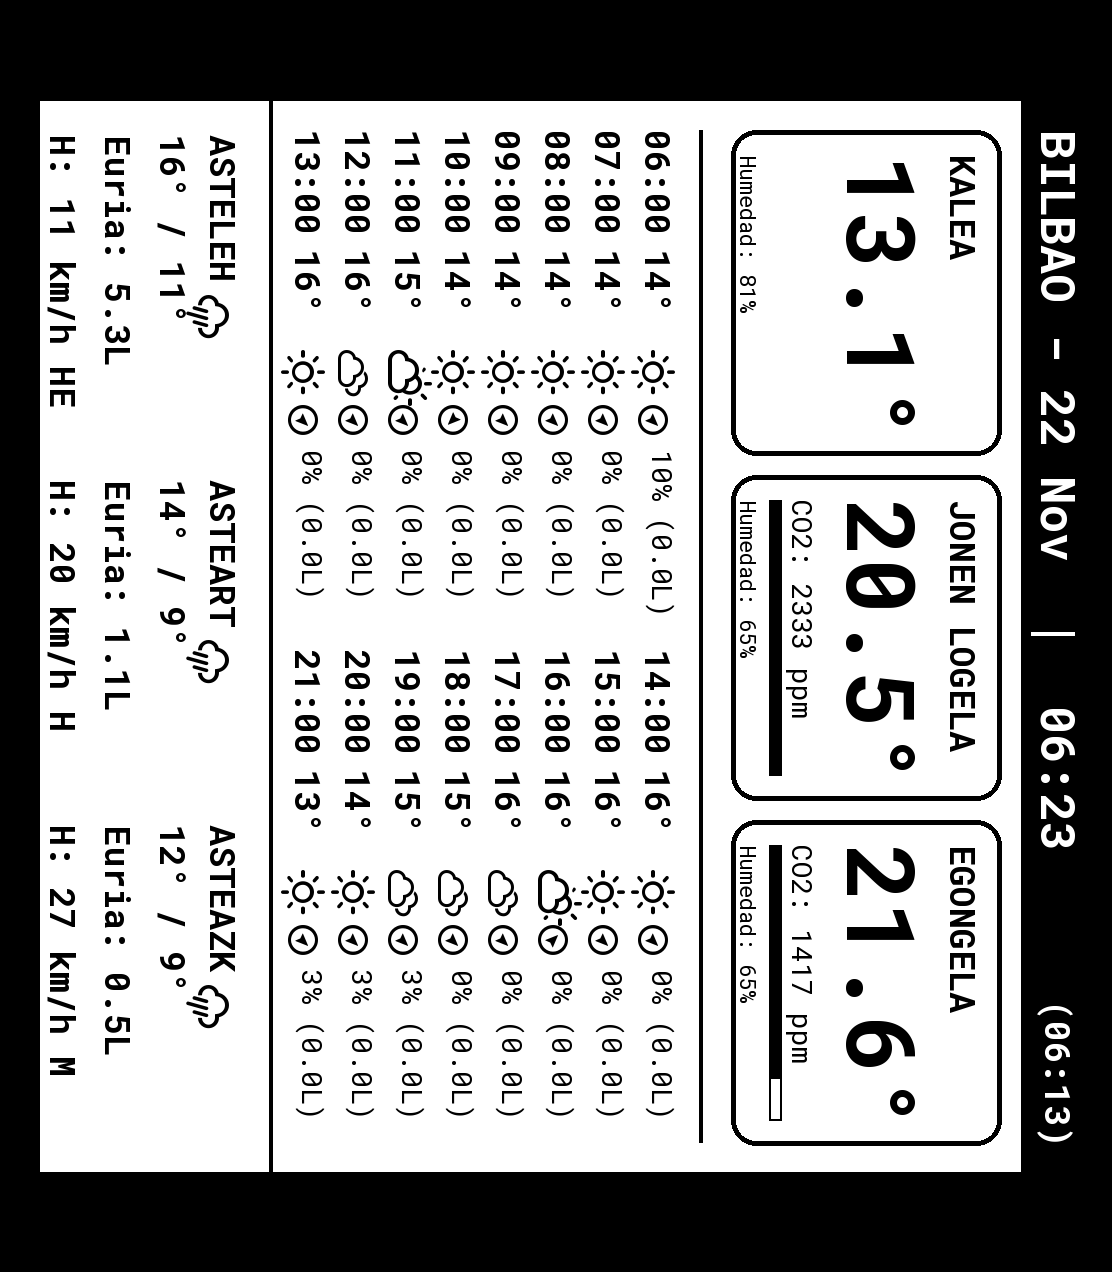 BILBAO - 22 Nov | 06:23 (06:13)
KALEA
13.1°
Humedad: 81%
JONEN LOGELA
20.5°
CO2: 2333 ppm
Humedad: 65%
EGONGELA
21.6°
CO2: 1417 ppm
Humedad: 65%
06:00 14° 10% (0.0L)
07:00 14° 0% (0.0L)
08:00 14° 0% (0.0L)
09:00 14° 0% (0.0L)
10:00 14° 0% (0.0L)
11:00 15° 0% (0.0L)
12:00 16° 0% (0.0L)
13:00 16° 0% (0.0L)
14:00 16° 0% (0.0L)
15:00 16° 0% (0.0L)
16:00 16° 0% (0.0L)
17:00 16° 0% (0.0L)
18:00 15° 0% (0.0L)
19:00 15° 3% (0.0L)
20:00 14° 3% (0.0L)
21:00 13° 3% (0.0L)
ASTELEH
16° / 11°
Euria: 5.3L
H: 11 km/h HE
ASTEART
14° / 9°
Euria: 1.1L
H: 20 km/h H
ASTEAZK
12° / 9°
Euria: 0.5L
H: 27 km/h M